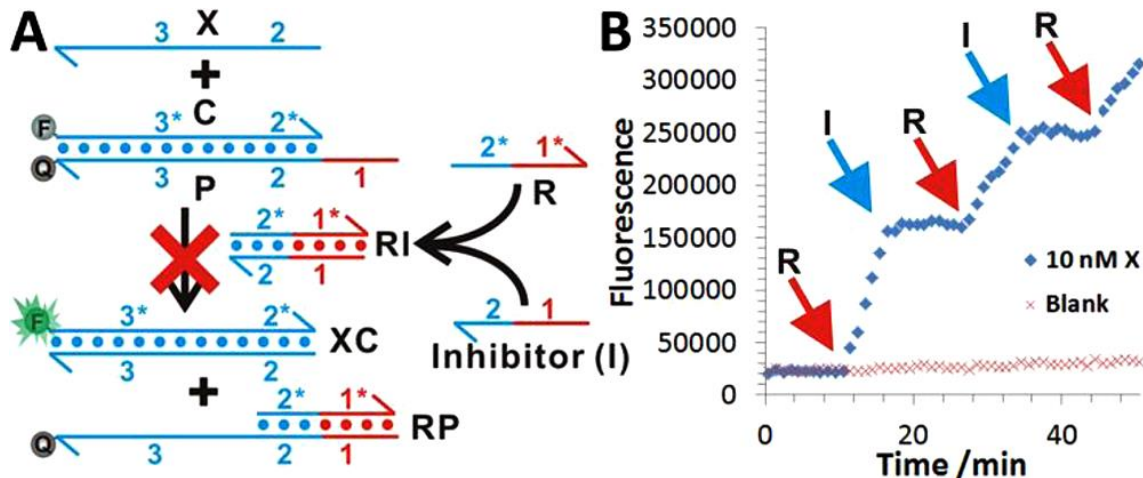 A
3 X 2
+
C
F
3* 2*
Q
3 2 1
P
2* 1*
R
2* 1*
RI
2 1
2 1
Inhibitor (I)
F
3* 2*
XC
3 2
+
2* 1*
RP
Q
3 2 1
B
350000
300000
250000
200000
150000
100000
50000
0
Fluorescence
R
I
R
I
R
10 nM X
Blank
0 20 40
Time /min